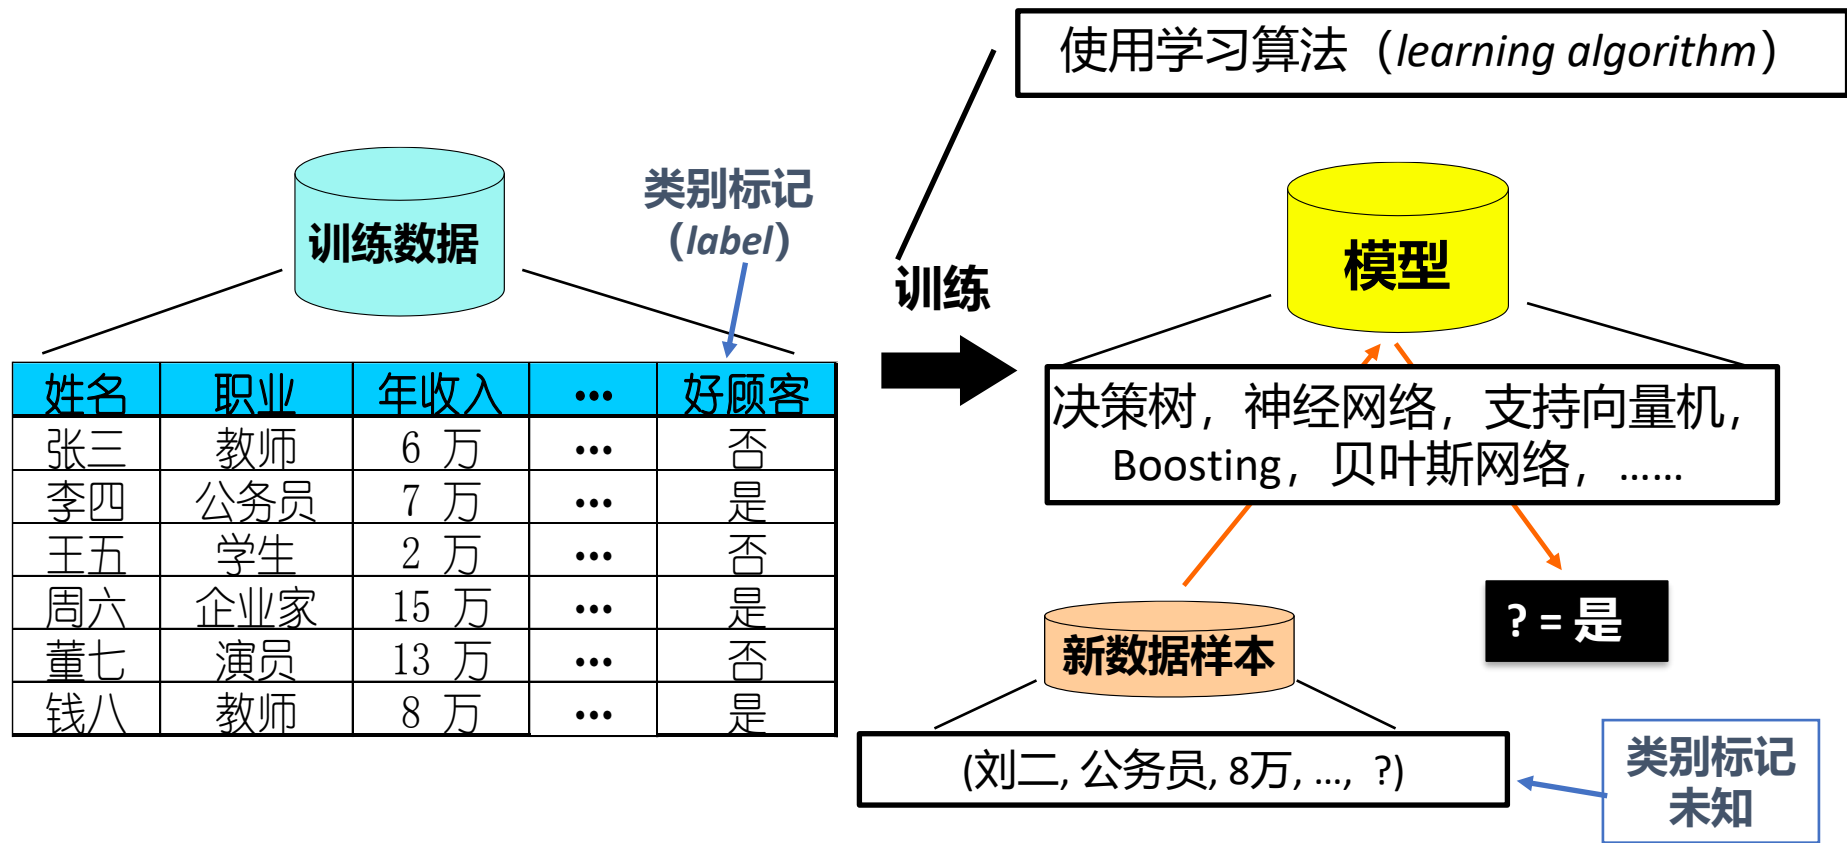 使用学习算法（learning algorithm）
训练数据
类别标记
（label）
训练
模型
姓名 职业 年收入 ... 好顾客
张三 教师 6 万 ... 否
李四 公务员 7 万 ... 是
王五 学生 2 万 ... 否
周六 企业家 15 万 ... 是
董七 演员 13 万 ... 否
钱八 教师 8 万 ... 是
决策树，神经网络，支持向量机，
Boosting，贝叶斯网络，......
? = 是
新数据样本
(刘二, 公务员, 8万, ..., ?)
类别标记
未知